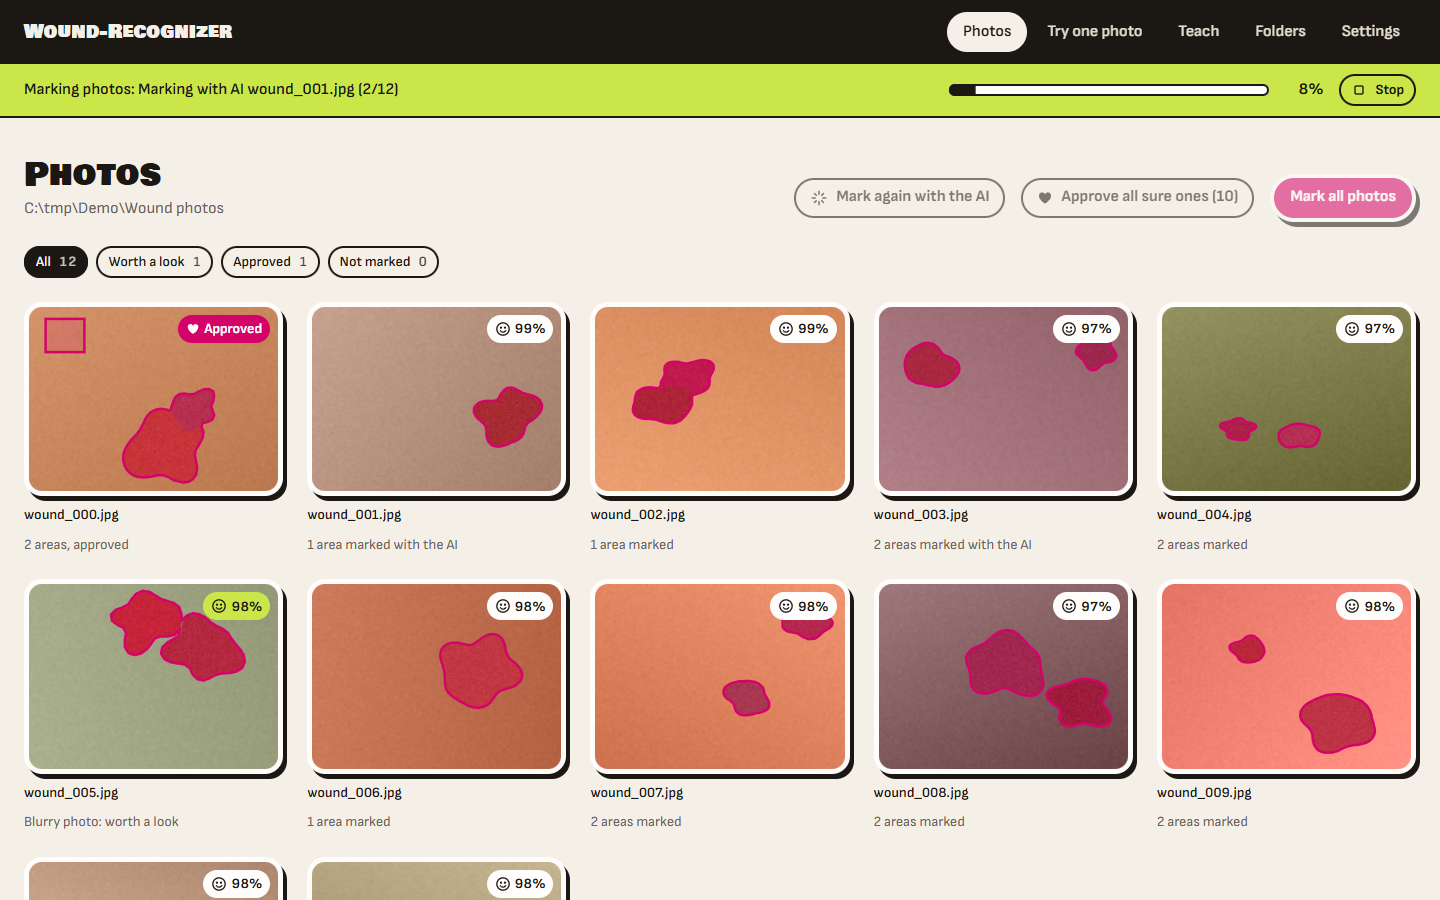 Wound-Recognizer
Photos
Try one photo
Teach
Folders
Settings
Marking photos: Marking with AI wound_001.jpg (2/12)
8%
Stop
Photos
C:\tmp\Demo\Wound photos
Mark again with the AI
Approve all sure ones (10)
Mark all photos
All 12
Worth a look 1
Approved 1
Not marked 0
Approved
99%
99%
97%
97%
wound_000.jpg
wound_001.jpg
wound_002.jpg
wound_003.jpg
wound_004.jpg
2 areas, approved
1 area marked with the AI
1 area marked
2 areas marked with the AI
2 areas marked
98%
98%
98%
97%
98%
wound_005.jpg
wound_006.jpg
wound_007.jpg
wound_008.jpg
wound_009.jpg
Blurry photo: worth a look
1 area marked
2 areas marked
2 areas marked
2 areas marked
98%
98%